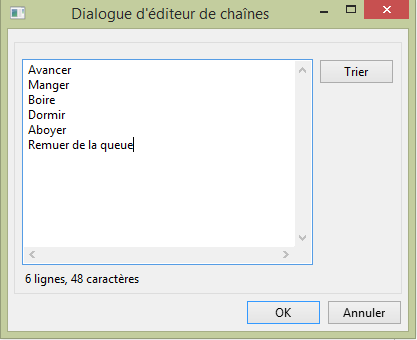 Dialogue d'éditeur de chaînes
Avancer
Trier
Manger
Boire
Dormir
Aboyer
Remuer de la queue
6 lignes, 48 caractères
OK
Annuler